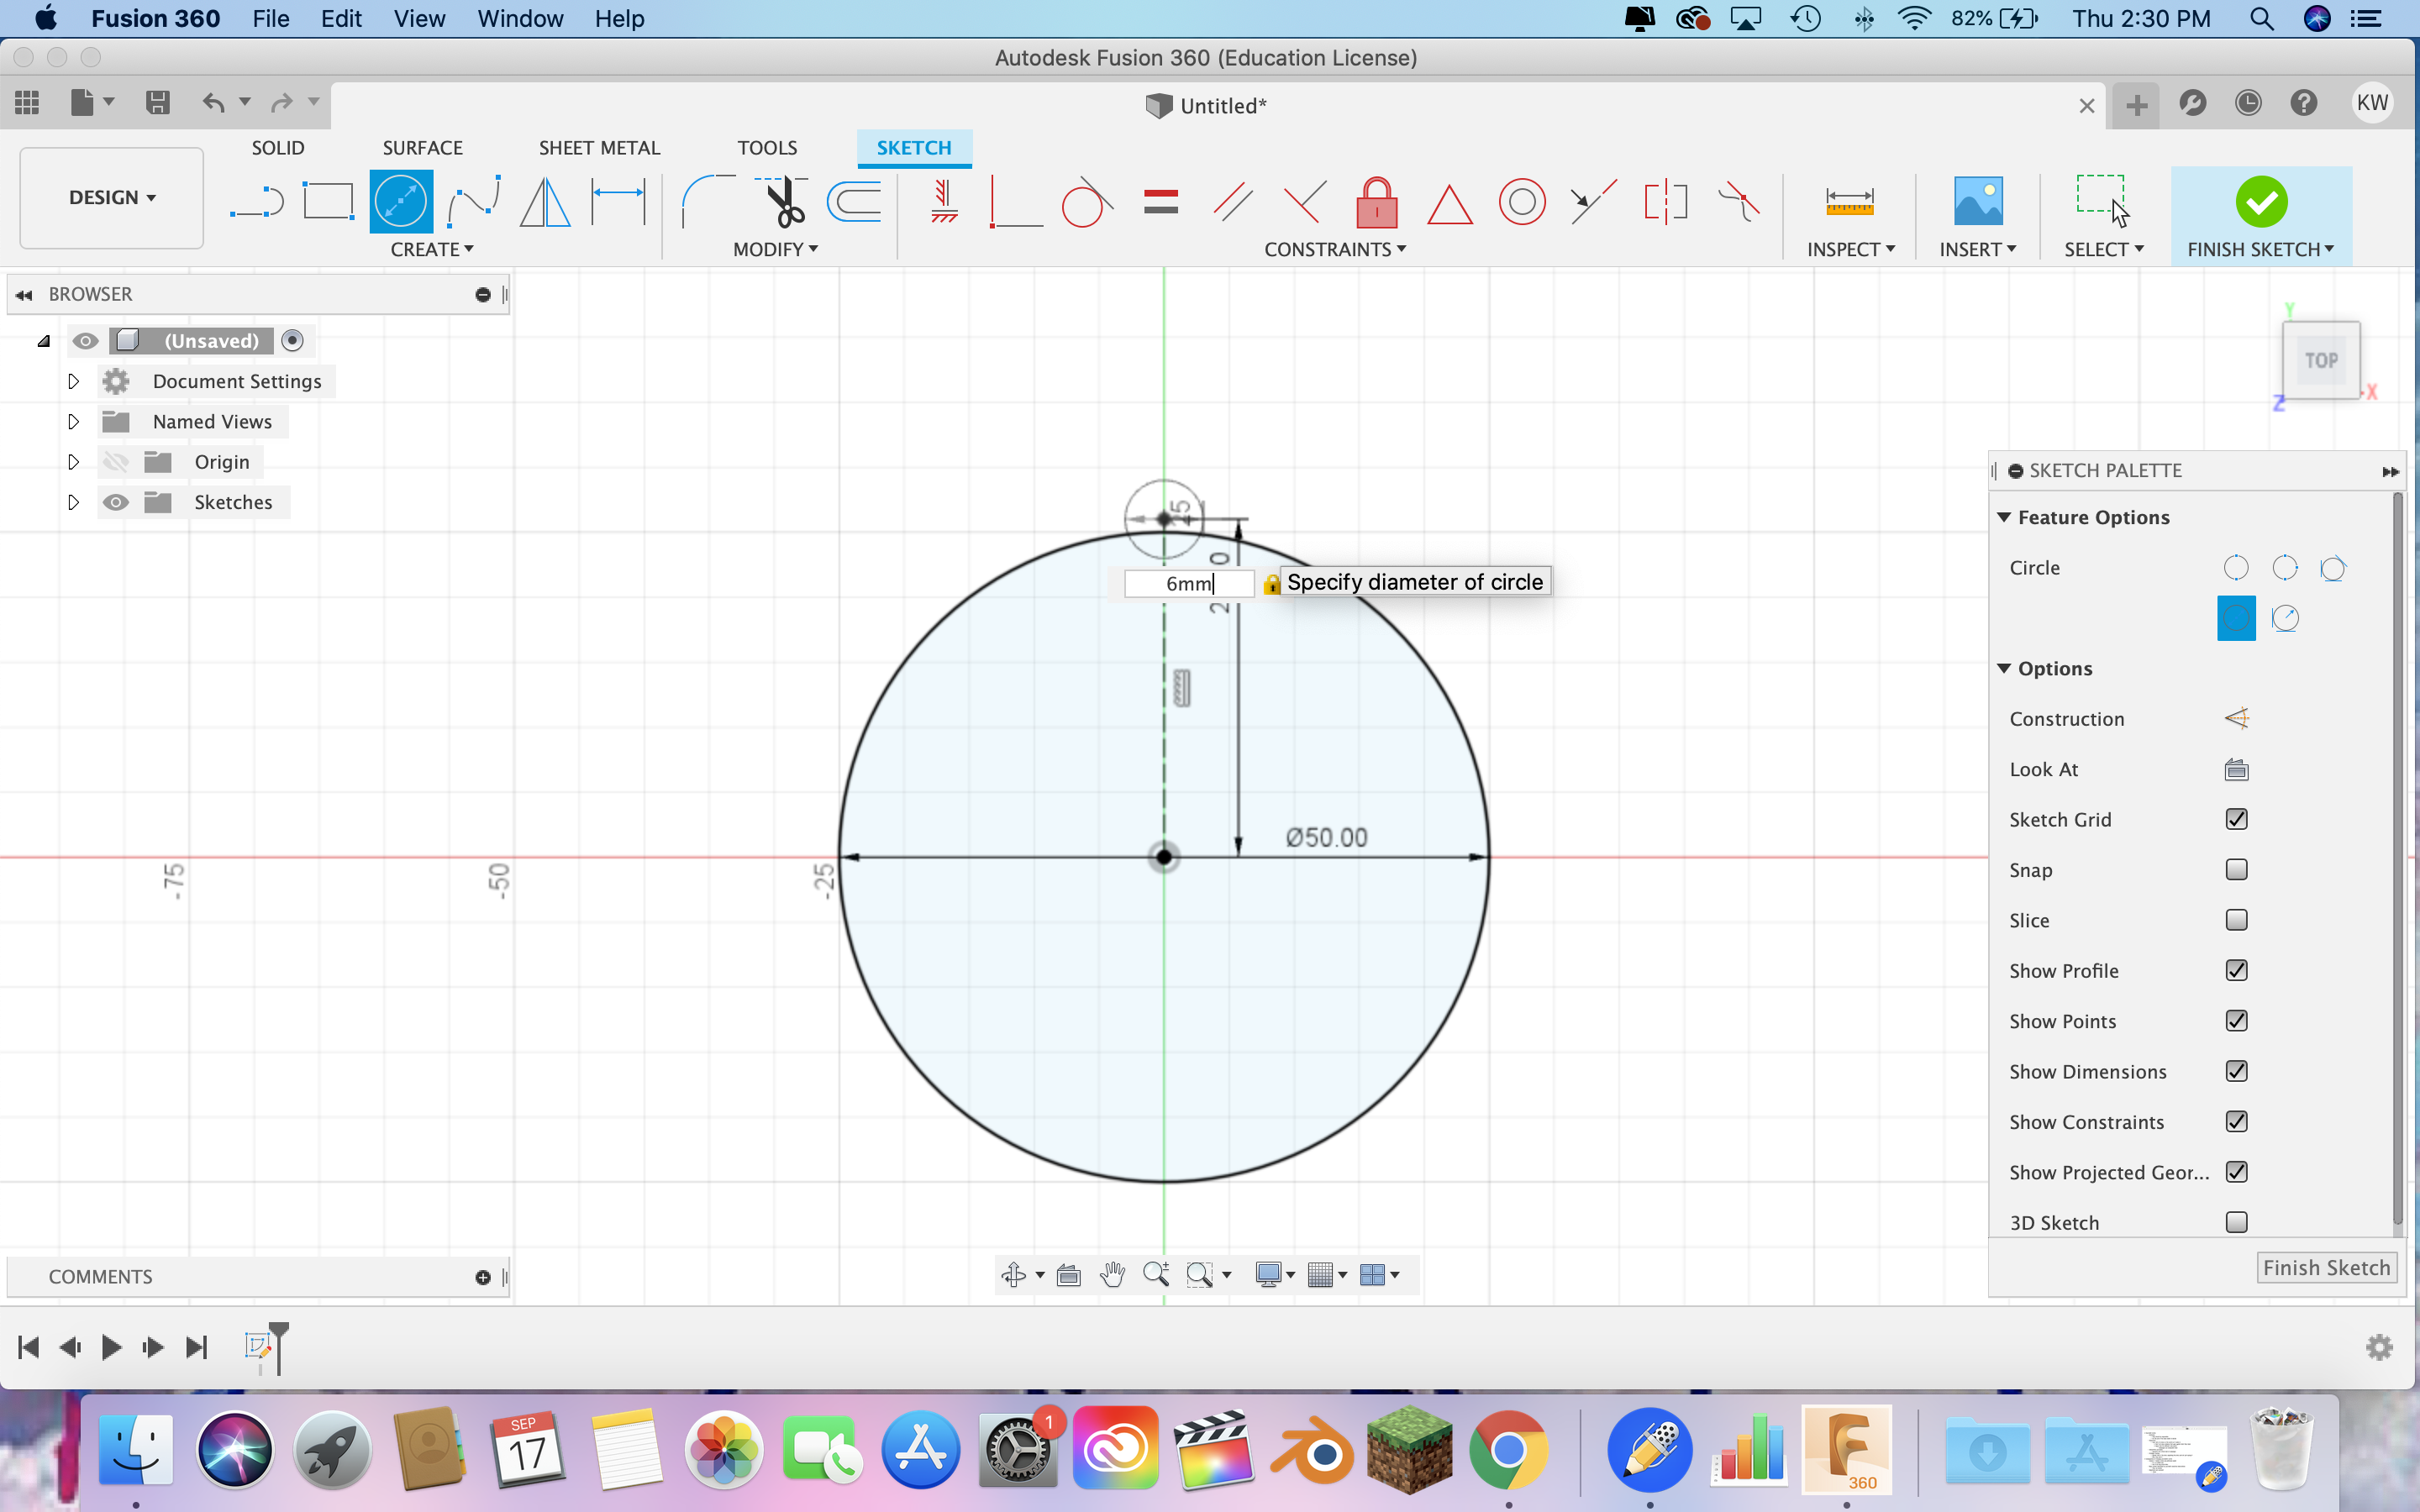 Fusion 360 File Edit View Window Help 82% Thu 2:30 PM
Autodesk Fusion 360 (Education License)
Untitled* KW
SOLID SURFACE SHEET METAL TOOLS SKETCH
DESIGN
CREATE MODIFY CONSTRAINTS INSPECT INSERT SELECT FINISH SKETCH
BROWSER
(Unsaved)
Document Settings
Named Views
Origin
Sketches
Y
TOP
X
Z
SKETCH PALETTE
Feature Options
Circle
Options
Construction
Look At
Sketch Grid
Snap
Slice
Show Profile
Show Points
Show Dimensions
Show Constraints
Show Projected Geor...
3D Sketch
Finish Sketch
25
6mm
Specify diameter of circle
Ø50.00
-75
-50
-25
COMMENTS
SEP
17
1
360